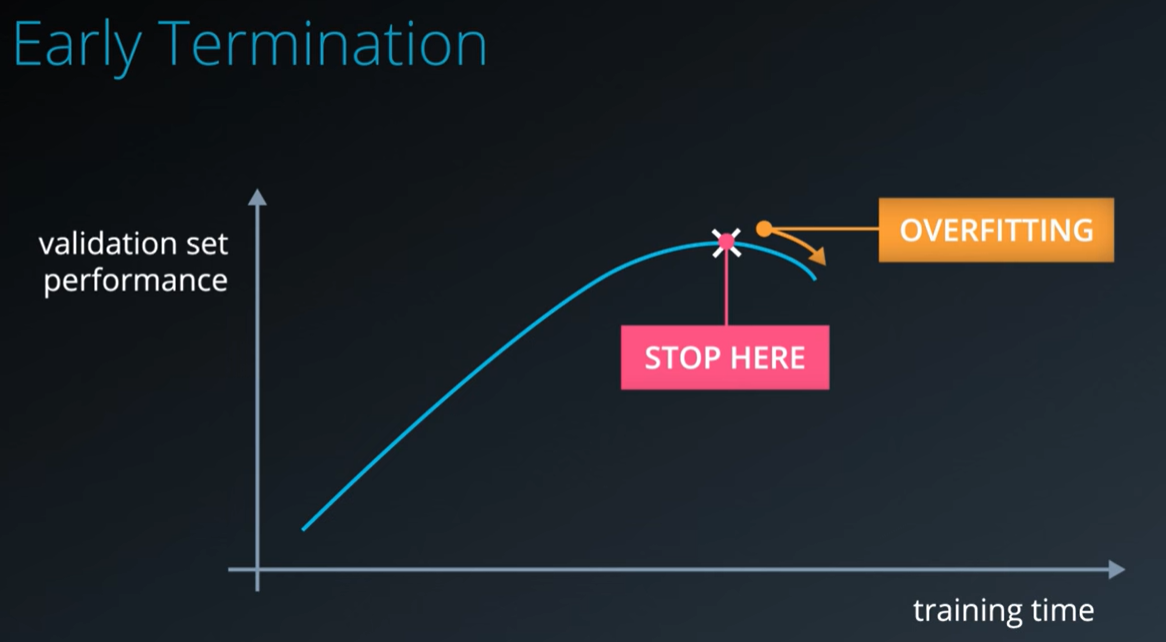 Early Termination
validation set
performance
OVERFITTING
STOP HERE
training time